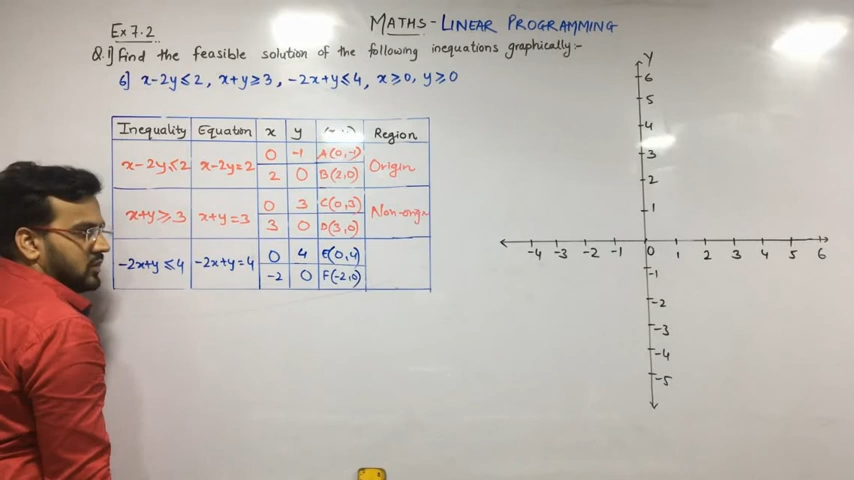 MATHS - LINEAR PROGRAMMING
Ex 7.2
Q.1) Find the feasible solution of the following inequations graphically:-
6] x-2y≤2, x+y≥3, -2x+y≤4, x≥0, y≥0
Inequality Equation x y Region
x-2y≤2 x-2y=2 0 -1 A(0,-1) Origin
2 0 B(2,0)
x+y≥3 x+y=3 0 3 C(0,3) Non-origin
3 0 D(3,0)
-2x+y≤4 -2x+y=4 0 4 E(0,4)
-2 0 F(-2,0)
Y
6
5
4
3
2
1
-4 -3 -2 -1 0 1 2 3 4 5 6
-1
-2
-3
-4
-5